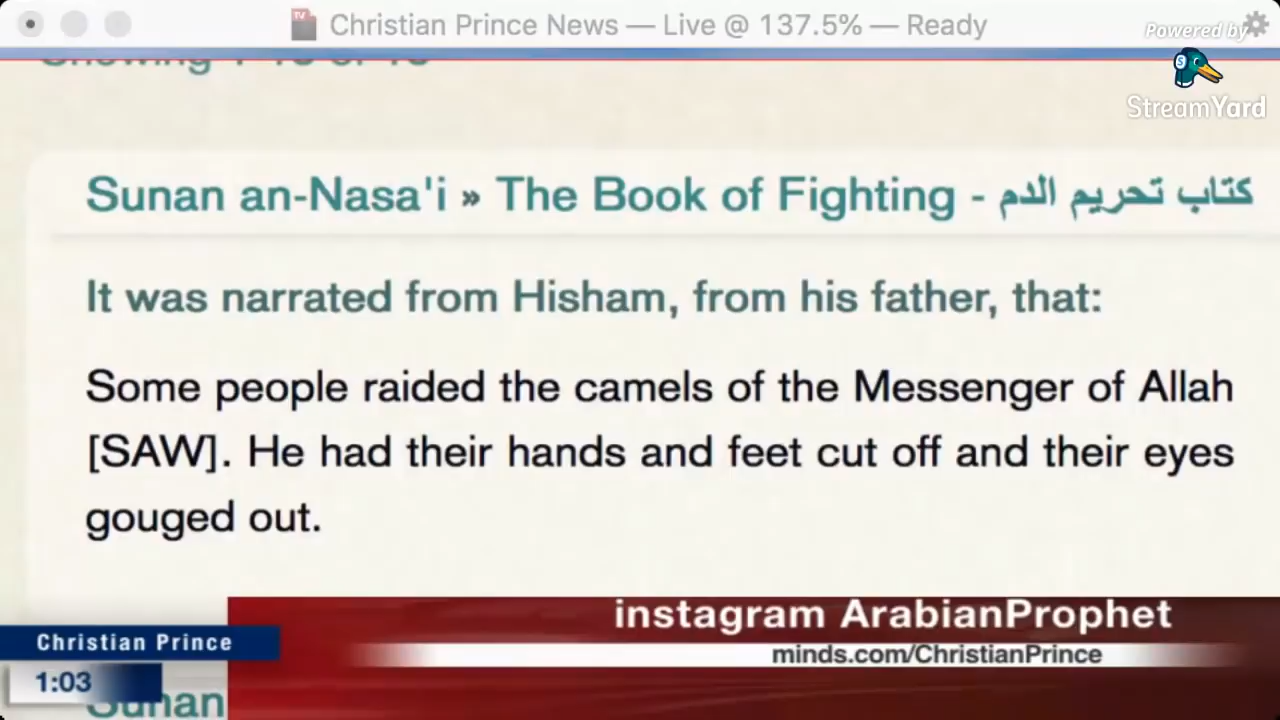 Christian Prince News — Live @ 137.5% — Ready
Powered by
StreamYard
Sunan an-Nasa'i » The Book of Fighting - كتاب تحريم الدم
It was narrated from Hisham, from his father, that:
Some people raided the camels of the Messenger of Allah
[SAW]. He had their hands and feet cut off and their eyes
gouged out.
instagram ArabianProphet
Christian Prince
minds.com/ChristianPrince
1:03
Sunan